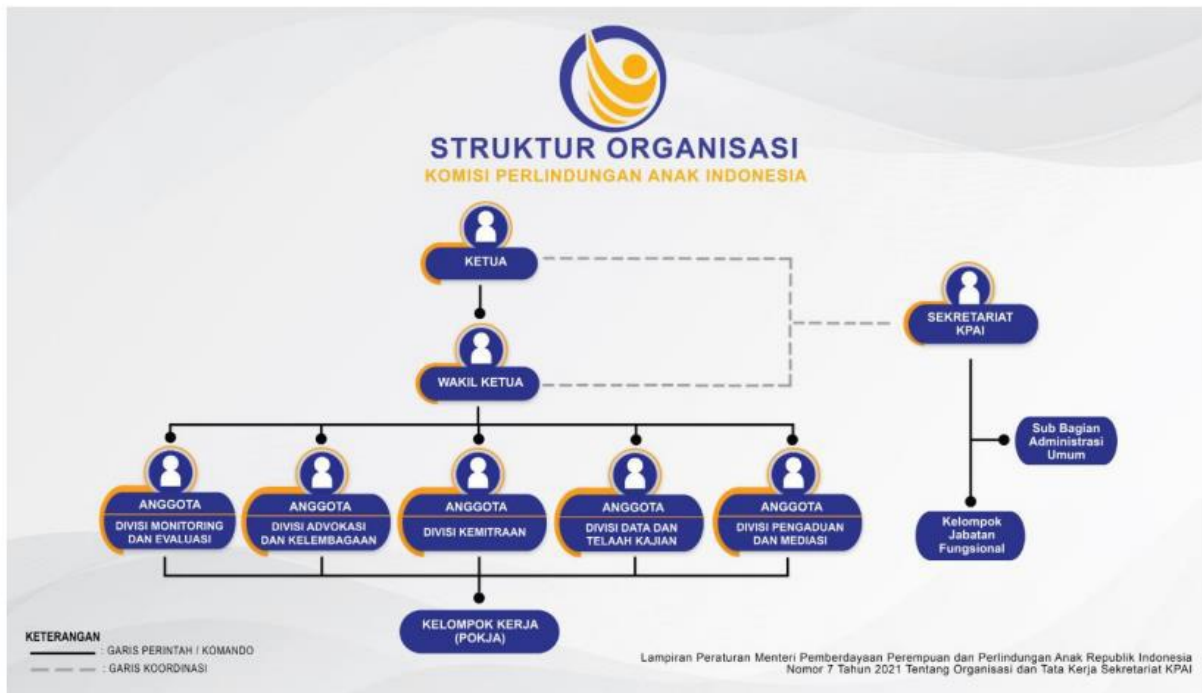 STRUKTUR ORGANISASI
KOMISI PERLINDUNGAN ANAK INDONESIA
KETUA
SEKRETARIAT
KPAI
WAKIL KETUA
Sub Bagian
Administrasi
Umum
ANGGOTA
DIVISI MONITORING
DAN EVALUASI
ANGGOTA
DIVISI ADVOKASI
DAN KELEMBAGAAN
ANGGOTA
DIVISI KEMITRAAN
ANGGOTA
DIVISI DATA DAN
TELAAH KAJIAN
ANGGOTA
DIVISI PENGADUAN
DAN MEDIASI
Kelompok
Jabatan
Fungsional
KELOMPOK KERJA
(POKJA)
KETERANGAN
: GARIS PERINTAH / KOMANDO
: GARIS KOORDINASI
Lampiran Peraturan Menteri Pemberdayaan Perempuan dan Perlindungan Anak Republik Indonesia
Nomor 7 Tahun 2021 Tentang Organisasi dan Tata Kerja Sekretariat KPAI